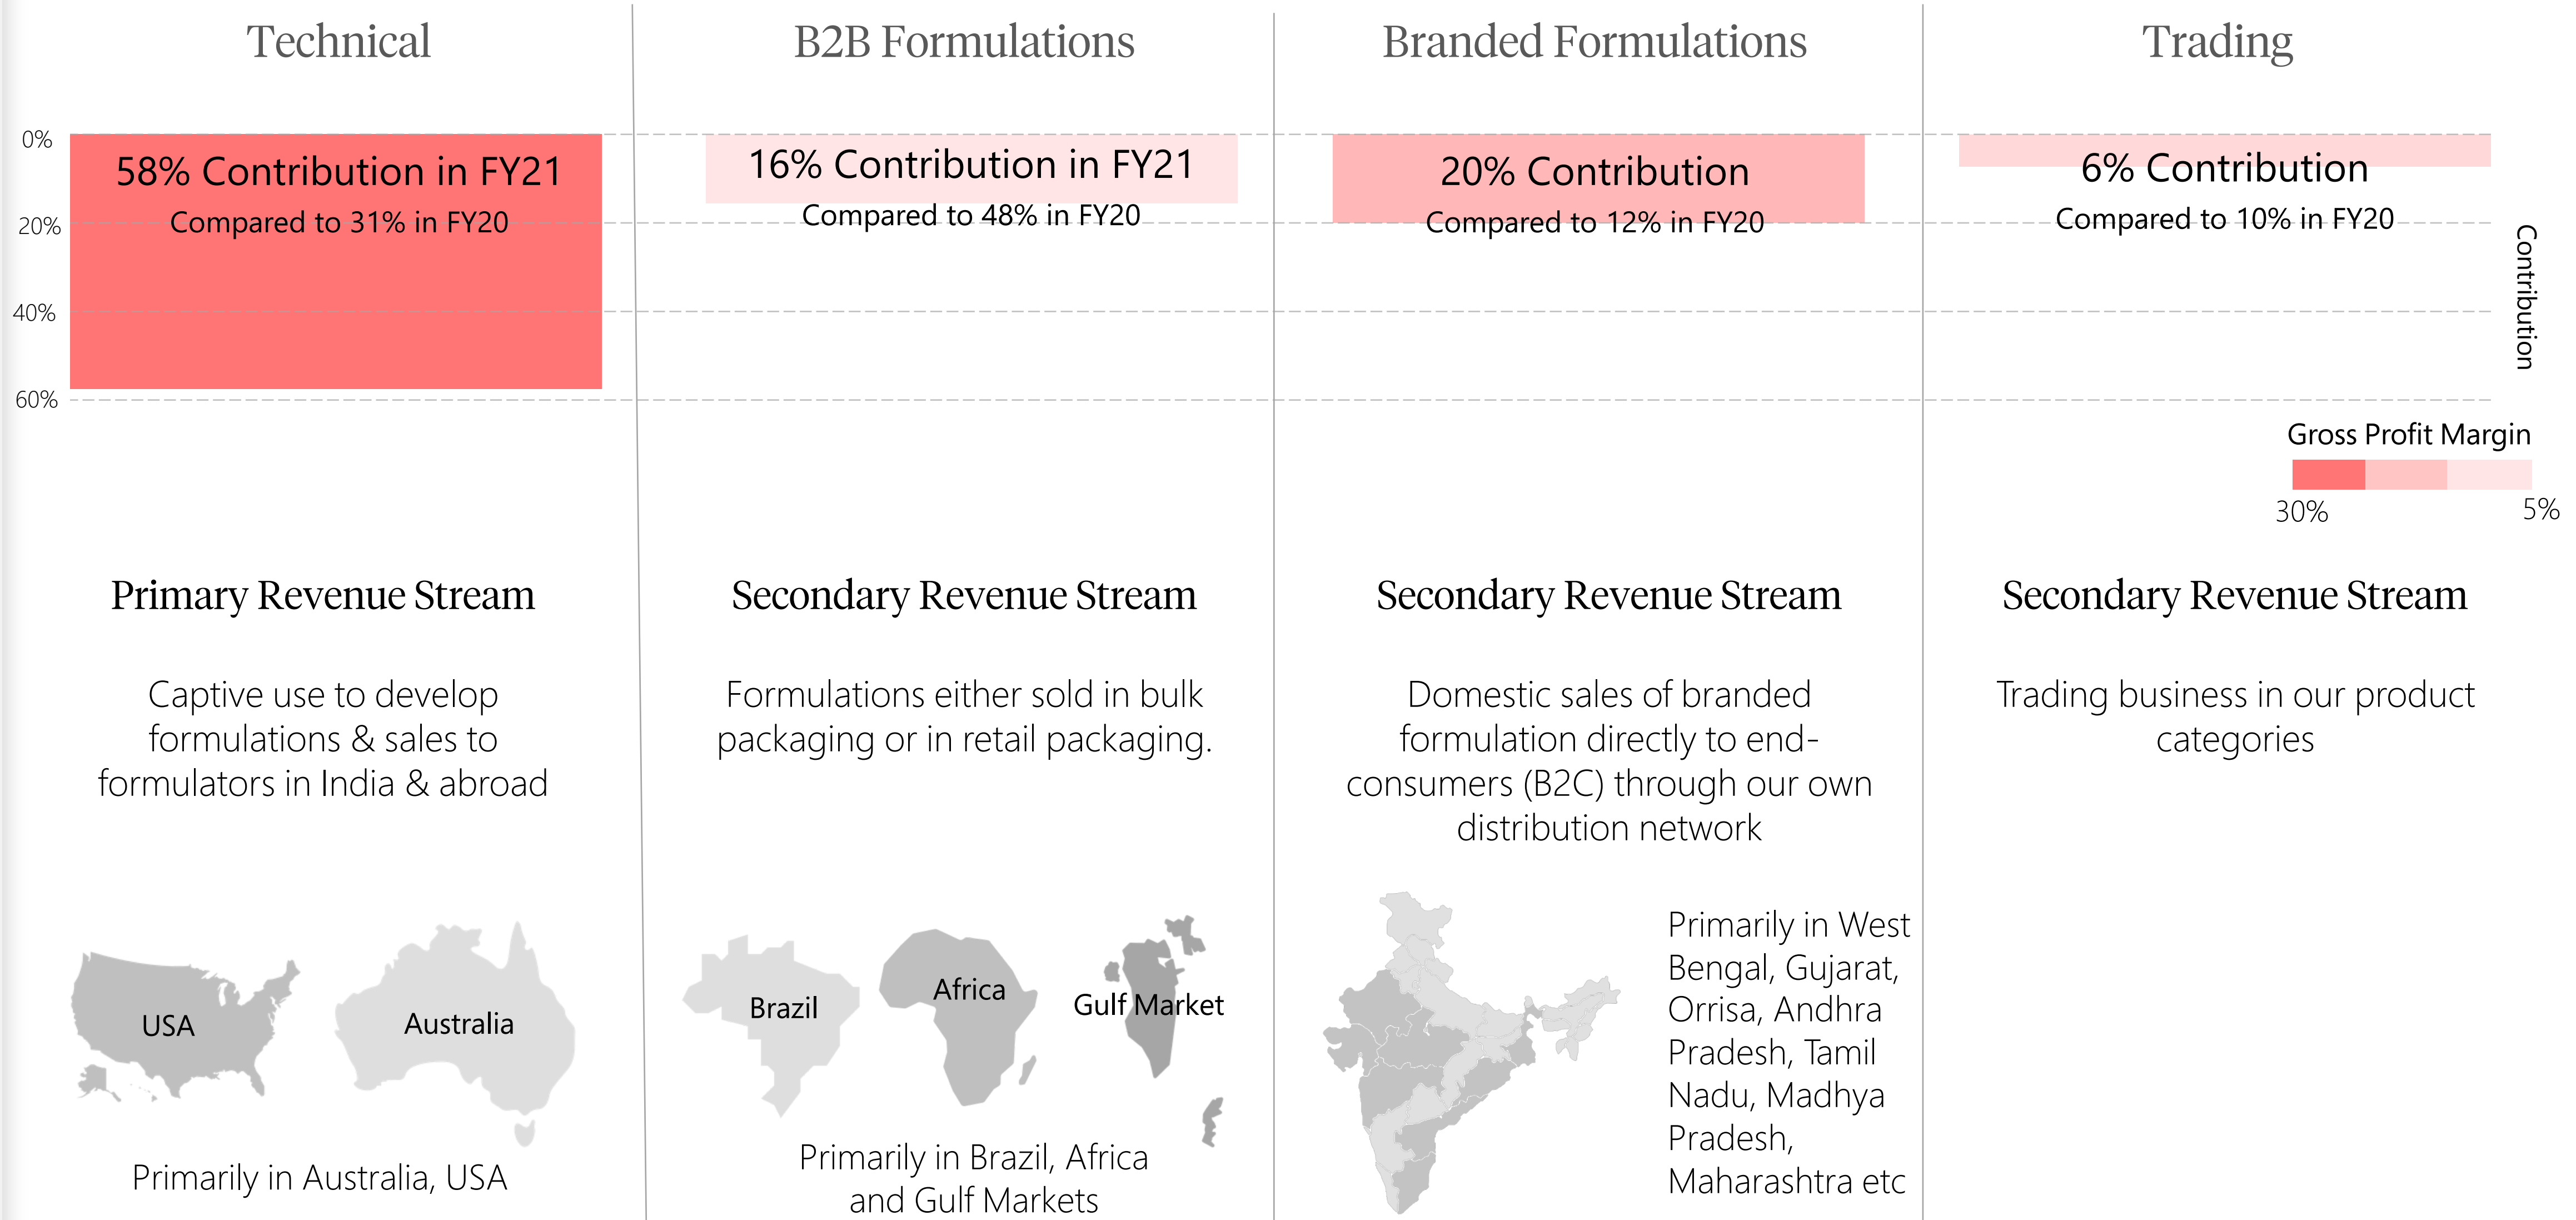 Technical
B2B Formulations
Branded Formulations
Trading
0%
20%
40%
60%
58% Contribution in FY21
Compared to 31% in FY20
16% Contribution in FY21
Compared to 48% in FY20
20% Contribution
Compared to 12% in FY20
6% Contribution
Compared to 10% in FY20
Contribution
Gross Profit Margin
30%
5%
Primary Revenue Stream
Captive use to develop
formulations & sales to
formulators in India & abroad
USA
Australia
Primarily in Australia, USA
Secondary Revenue Stream
Formulations either sold in bulk
packaging or in retail packaging.
Brazil
Africa
Gulf Market
Primarily in Brazil, Africa
and Gulf Markets
Secondary Revenue Stream
Domestic sales of branded
formulation directly to end-
consumers (B2C) through our own
distribution network
Primarily in West
Bengal, Gujarat,
Orrisa, Andhra
Pradesh, Tamil
Nadu, Madhya
Pradesh,
Maharashtra etc
Secondary Revenue Stream
Trading business in our product
categories